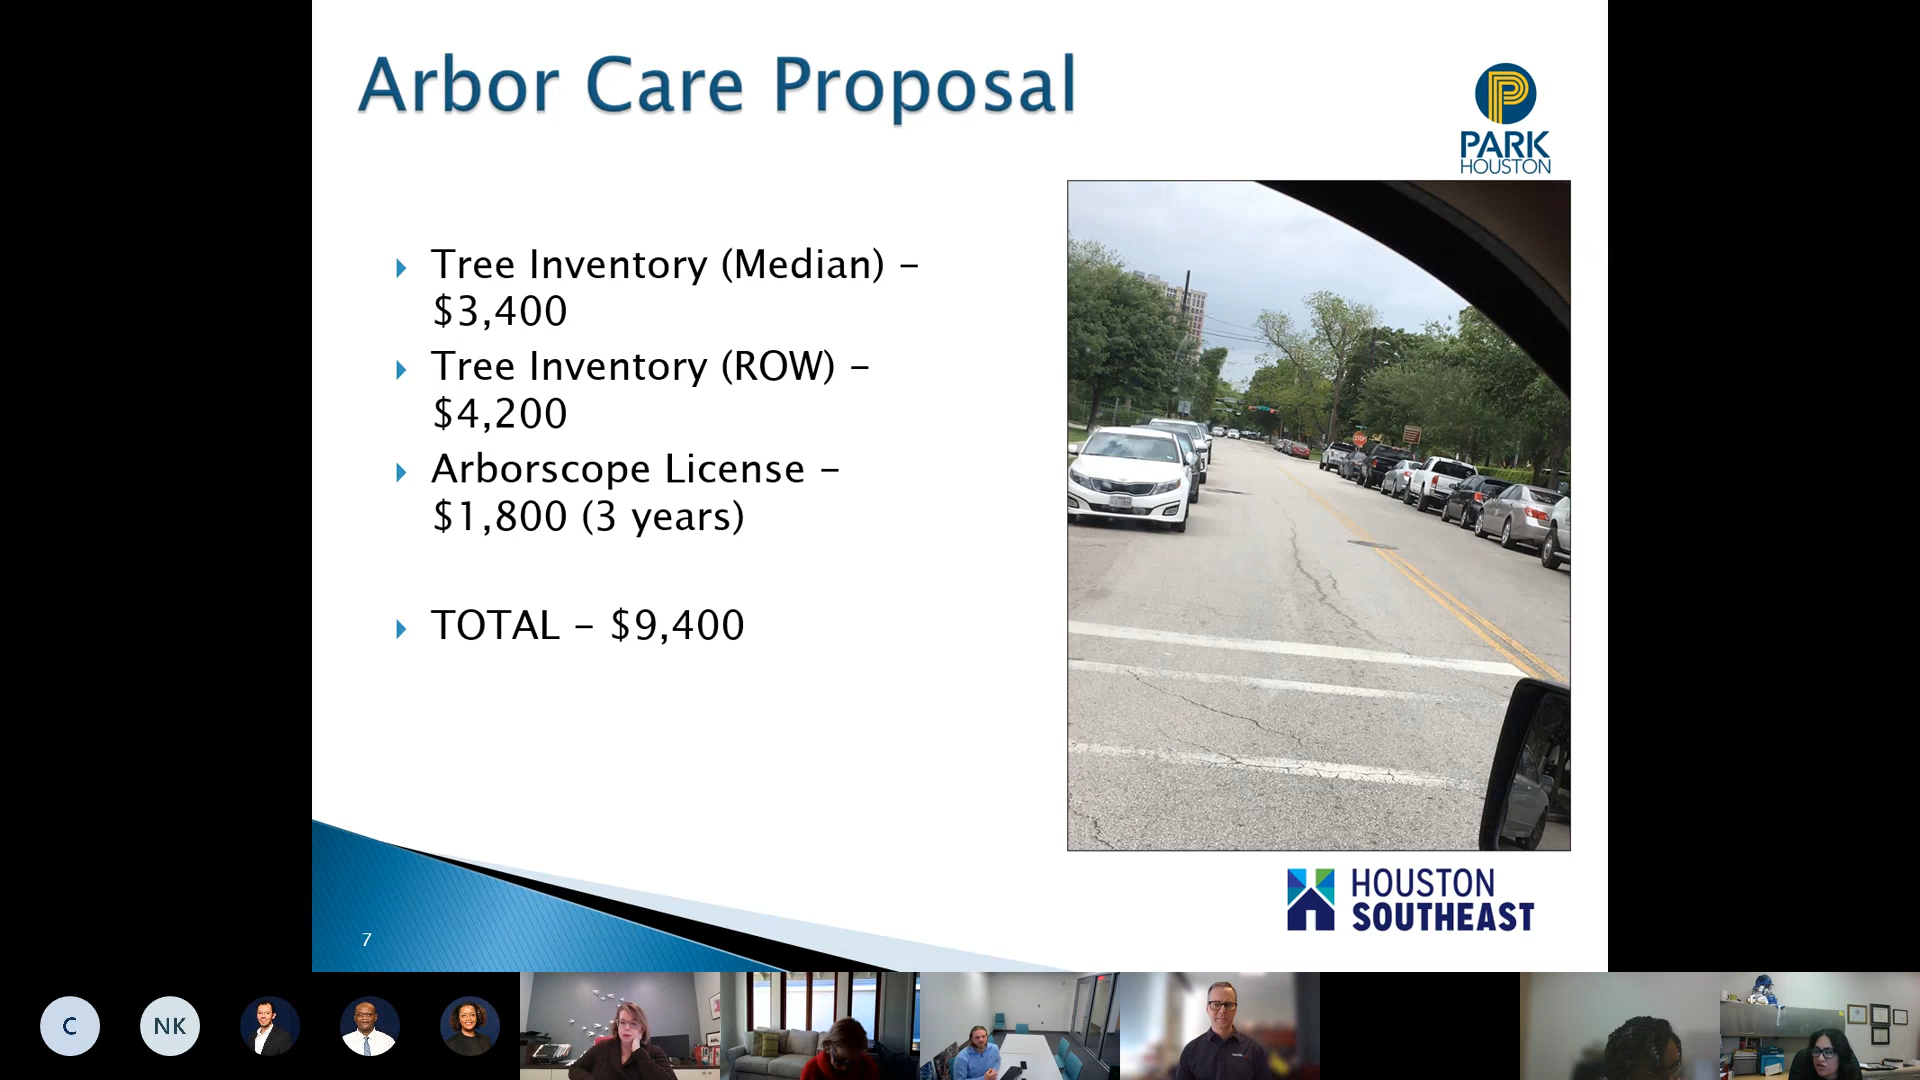 Arbor Care Proposal
PARK
HOUSTON
Tree Inventory (Median) –
$3,400
Tree Inventory (ROW) –
$4,200
Arborscope License –
$1,800 (3 years)
TOTAL – $9,400
STOP
HOUSTON
SOUTHEAST
7
C
NK